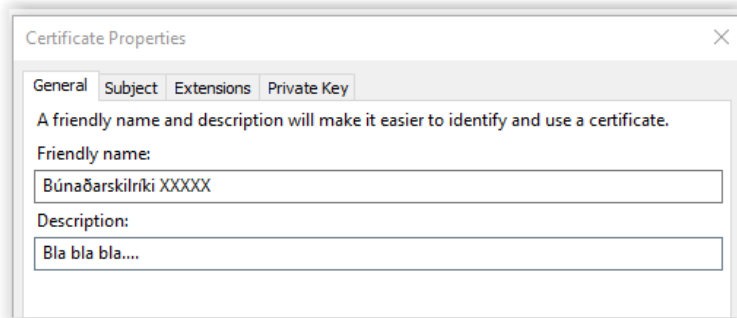 Certificate Properties
General Subject Extensions Private Key
A friendly name and description will make it easier to identify and use a certificate.
Friendly name:
Búnaðarskilríki XXXXX
Description:
Bla bla bla....